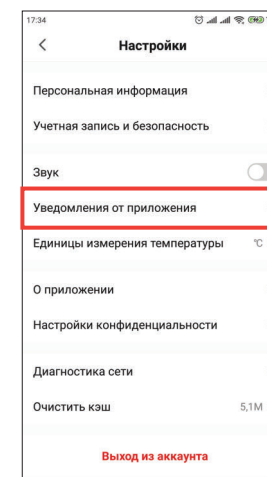 17:34
Настройки
Персональная информация
Учетная запись и безопасность
Звук
Уведомления от приложения
Единицы измерения температуры °C
О приложении
Настройки конфиденциальности
Диагностика сети
Очистить кэш 5,1M
Выход из аккаунта